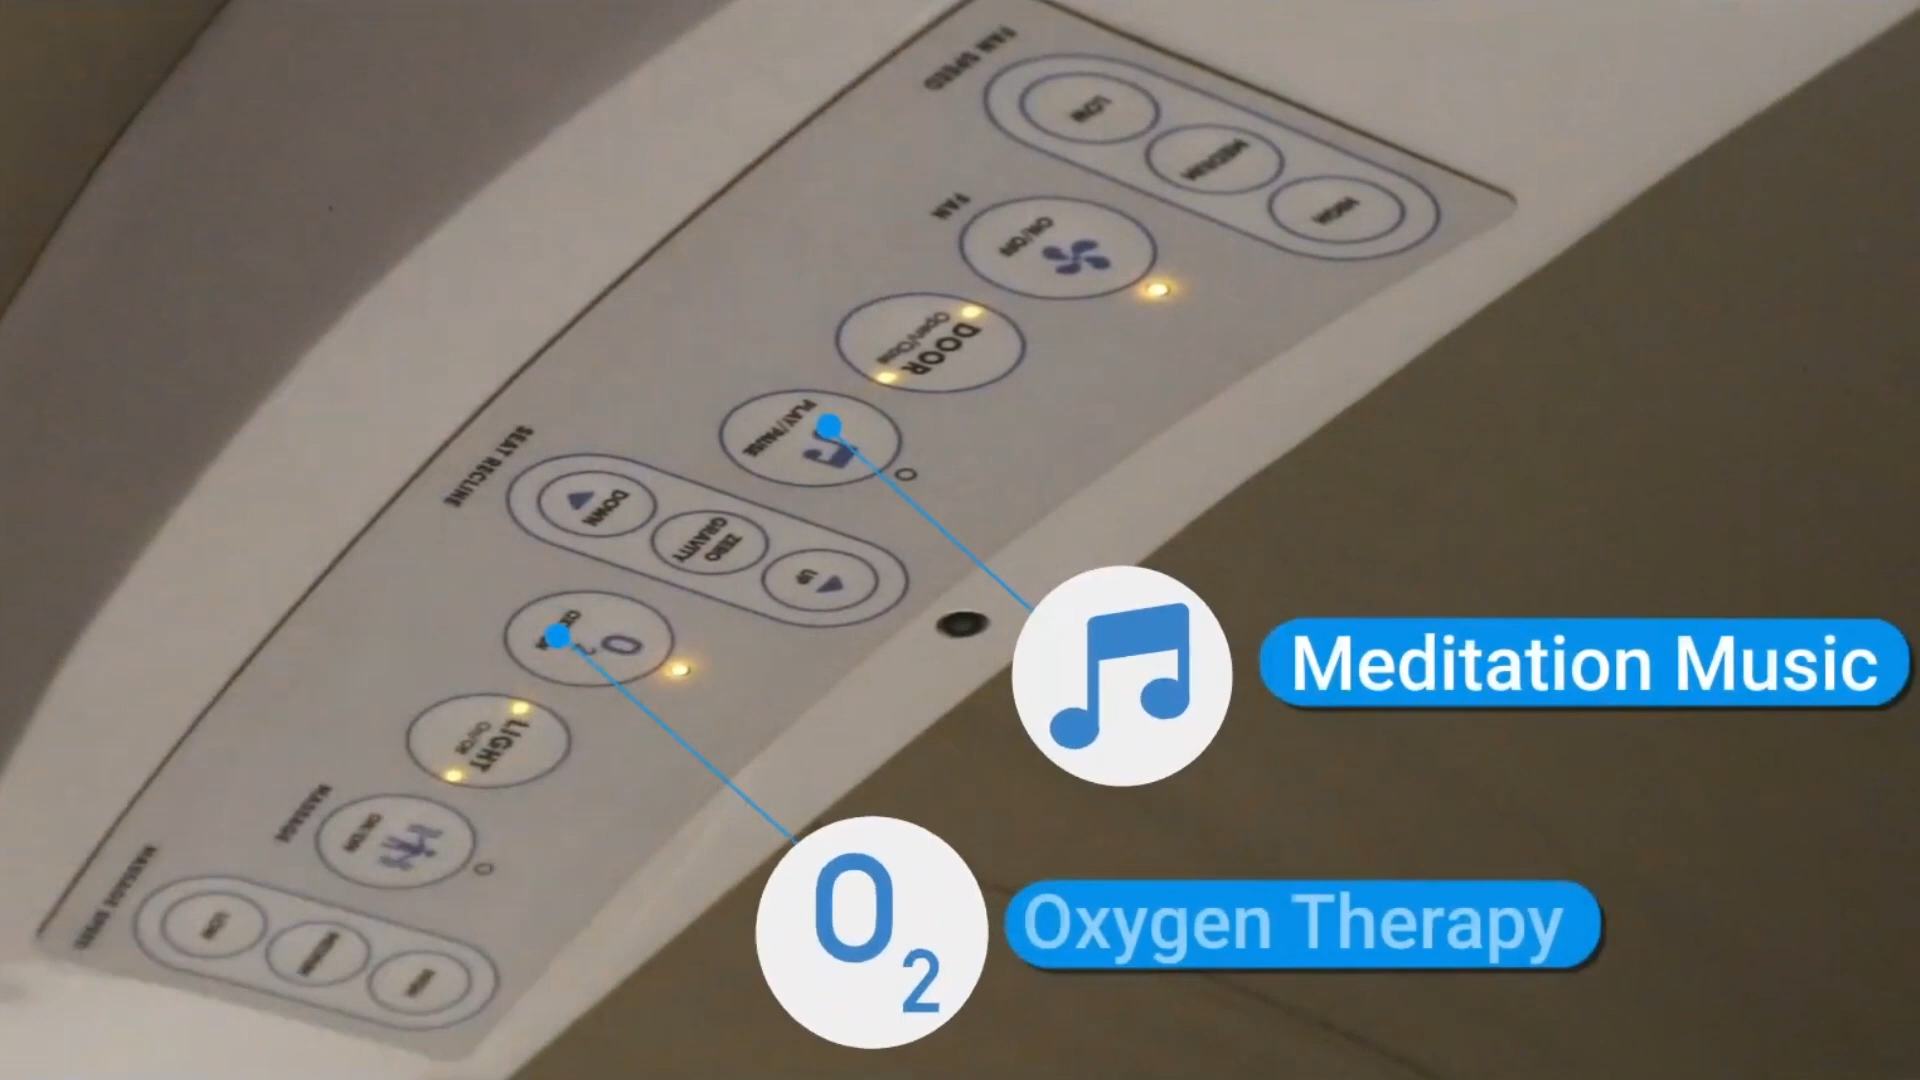 FAN SPEED
LOW
MEDIUM
HIGH
FAN
ON/OFF
DOOR
Open/Close
PLAY/PAUSE
SEAT RECLINE
DOWN
ZERO
GRAVITY
UP
O2
LIGHT
On/Off
MASSAGE
ON/OFF
MASSAGE SPEED
LOW
MEDIUM
HIGH
Meditation Music
O2
Oxygen Therapy